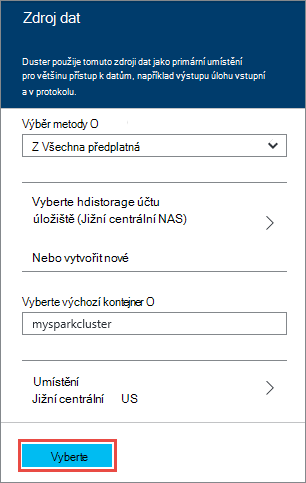 Zdroj dat
Duster použije tomuto zdroji dat jako primární umístění
pro většinu přístup k datům, například výstupu úlohu vstupní
a v protokolu.
Výběr metody O
Z Všechna předplatná
Vyberte hdistorage účtu
úložiště (Jižní centrální NAS)
Nebo vytvořit nové
Vyberte výchozí kontejner O
mysparkcluster
Umístění
Jižní centrální US
Vyberte